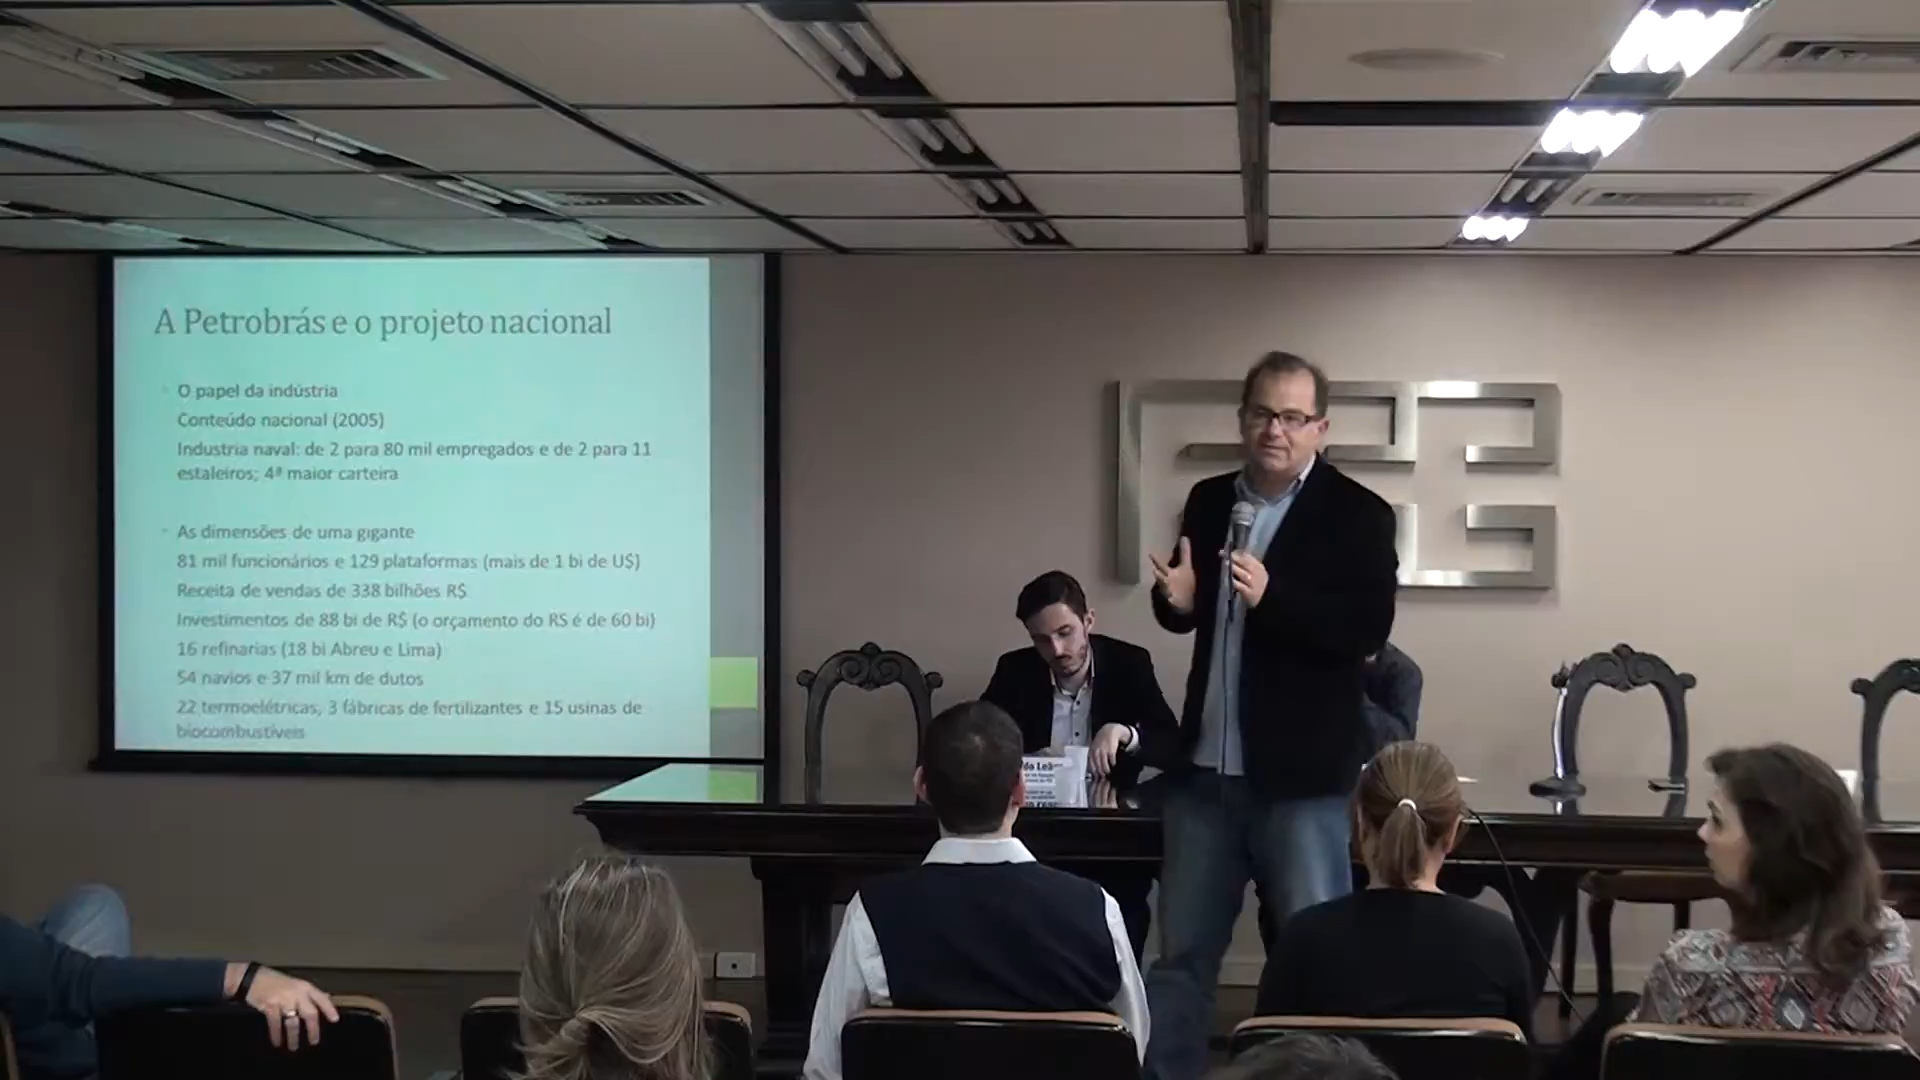 A Petrobrás e o projeto nacional
O papel da indústria
Conteúdo nacional (2005)
Industria naval: de 2 para 80 mil empregados e de 2 para 11
estaleiros; 4ª maior carteira
As dimensões de uma gigante
81 mil funcionários e 129 plataformas (mais de 1 bi de U$)
Receita de vendas de 338 bilhões R$
Investimentos de 88 bi de R$ (o orçamento do RS é de 60 bi)
16 refinarias (18 bi Abreu e Lima)
54 navios e 37 mil km de dutos
22 termoelétricas, 3 fábricas de fertilizantes e 15 usinas de
biocombustíveis